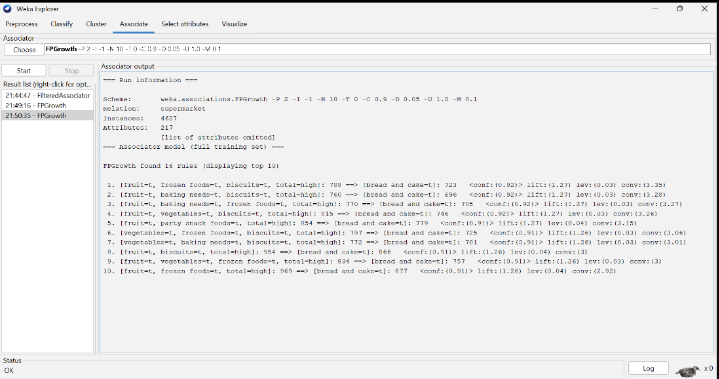 Weka Explorer
Preprocess Classify Cluster Associate Select attributes Visualize
Associator
Choose FPGrowth -P 2 -I -1 -N 10 -T 0 -C 0.9 -D 0.05 -U 1.0 -M 0.1
Start Stop
Result list (right-click for opt...
21:44:47 - FilteredAssociator
21:49:16 - FPGrowth
21:50:35 - FPGrowth
Associator output
=== Run information ===
Scheme: weka.associations.FPGrowth -P 2 -I -1 -N 10 -T 0 -C 0.9 -D 0.05 -U 1.0 -M 0.1
Relation: supermarket
Instances: 4627
Attributes: 217
[list of attributes omitted]
=== Associator model (full training set) ===
FPGrowth found 16 rules (displaying top 10)
1. [fruit=t, frozen foods=t, biscuits=t, total=high]: 788 ==> [bread and cake=t]: 723 <conf:(0.92)> lift:(1.27) lev:(0.03) conv:(3.35)
2. [fruit=t, baking needs=t, biscuits=t, total=high]: 760 ==> [bread and cake=t]: 696 <conf:(0.92)> lift:(1.27) lev:(0.03) conv:(3.28)
3. [fruit=t, baking needs=t, frozen foods=t, total=high]: 770 ==> [bread and cake=t]: 705 <conf:(0.92)> lift:(1.27) lev:(0.03) conv:(3.27)
4. [fruit=t, vegetables=t, biscuits=t, total=high]: 815 ==> [bread and cake=t]: 746 <conf:(0.92)> lift:(1.27) lev:(0.03) conv:(3.26)
5. [fruit=t, party snack foods=t, total=high]: 854 ==> [bread and cake=t]: 779 <conf:(0.91)> lift:(1.27) lev:(0.04) conv:(3.15)
6. [vegetables=t, frozen foods=t, biscuits=t, total=high]: 797 ==> [bread and cake=t]: 725 <conf:(0.91)> lift:(1.26) lev:(0.03) conv:(3.06)
7. [vegetables=t, baking needs=t, biscuits=t, total=high]: 772 ==> [bread and cake=t]: 701 <conf:(0.91)> lift:(1.26) lev:(0.03) conv:(3.01)
8. [fruit=t, biscuits=t, total=high]: 954 ==> [bread and cake=t]: 866 <conf:(0.91)> lift:(1.26) lev:(0.04) conv:(3)
9. [fruit=t, vegetables=t, frozen foods=t, total=high]: 834 ==> [bread and cake=t]: 757 <conf:(0.91)> lift:(1.26) lev:(0.03) conv:(3)
10. [fruit=t, frozen foods=t, total=high]: 969 ==> [bread and cake=t]: 877 <conf:(0.91)> lift:(1.26) lev:(0.04) conv:(2.92)
Status
OK
Log x 0